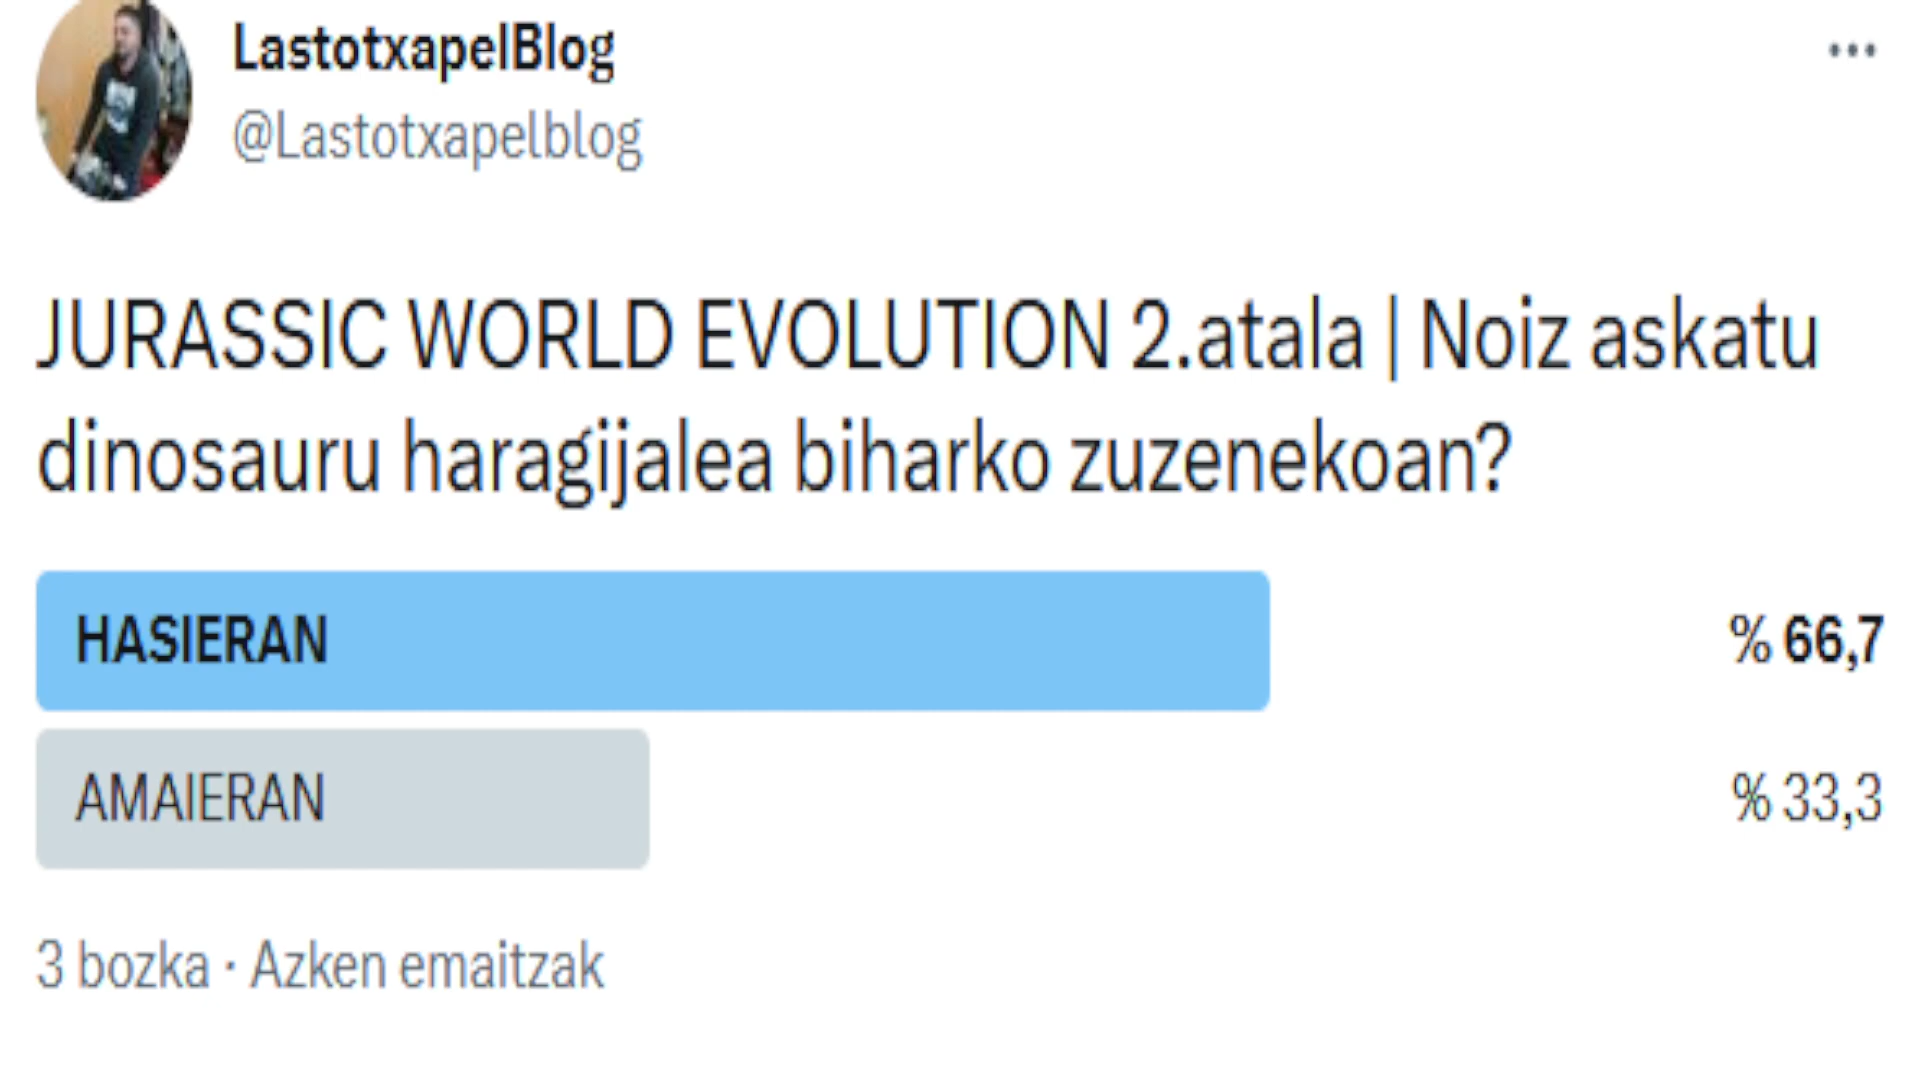 LastotxapelBlog
@Lastotxapelblog
JURASSIC WORLD EVOLUTION 2.atala | Noiz askatu
dinosauru haragijalea biharko zuzenekoan?
HASIERAN % 66,7
AMAIERAN % 33,3
3 bozka · Azken emaitzak